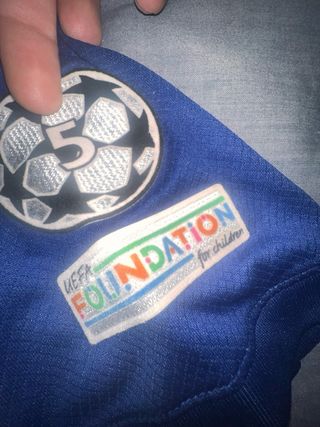 5
UEFA
FOUNDATION
for children